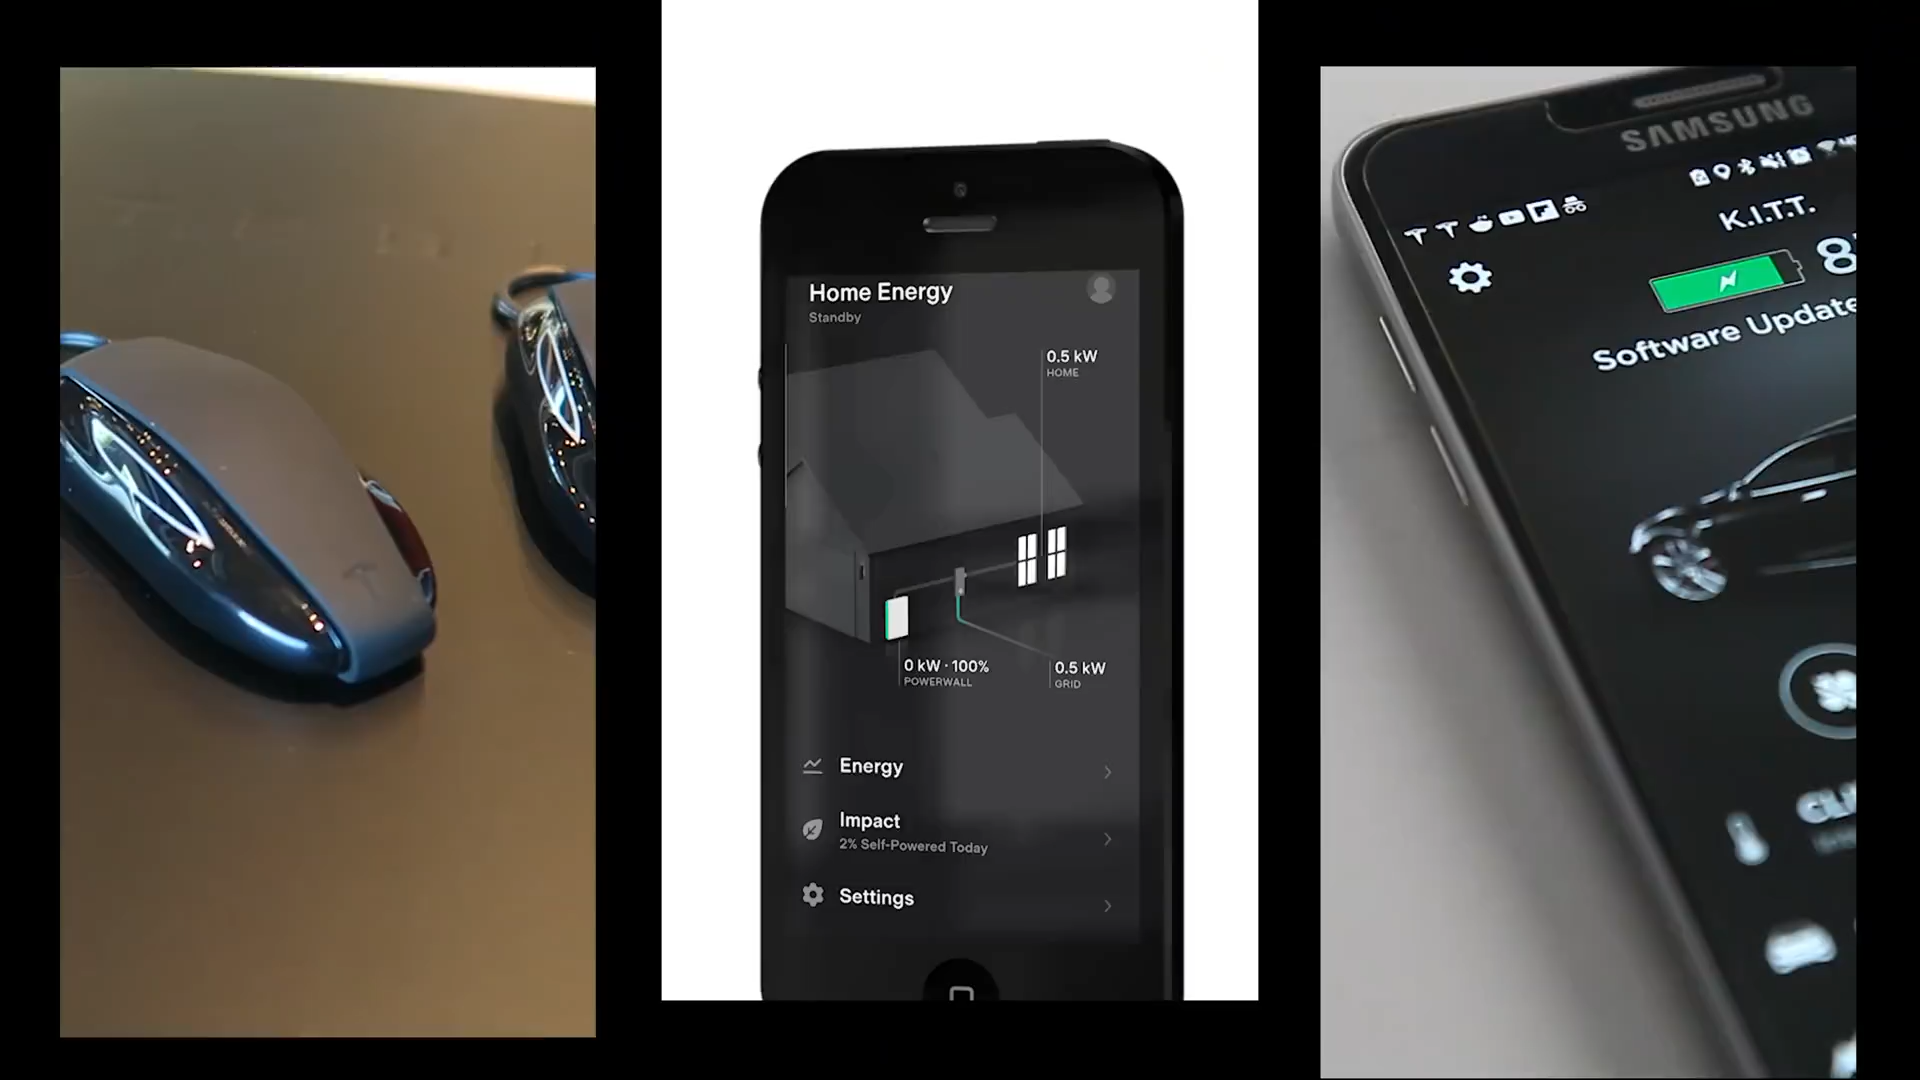 Home Energy
Standby
0.5 kW
HOME
0 kW · 100%
POWERWALL
0.5 kW
GRID
Energy
Impact
2% Self-Powered Today
Settings
SAMSUNG
K.I.T.T.
8
Software Update